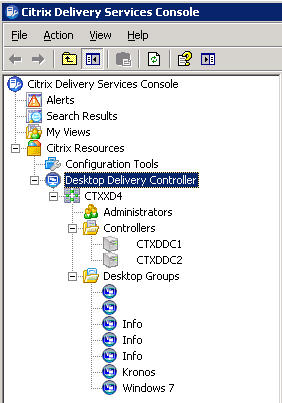 Citrix Delivery Services Console
File Action View Help
Citrix Delivery Services Console
Alerts
Search Results
My Views
Citrix Resources
Configuration Tools
Desktop Delivery Controller
CTXXD4
Administrators
Controllers
CTXDDC1
CTXDDC2
Desktop Groups
Info
Info
Info
Kronos
Windows 7